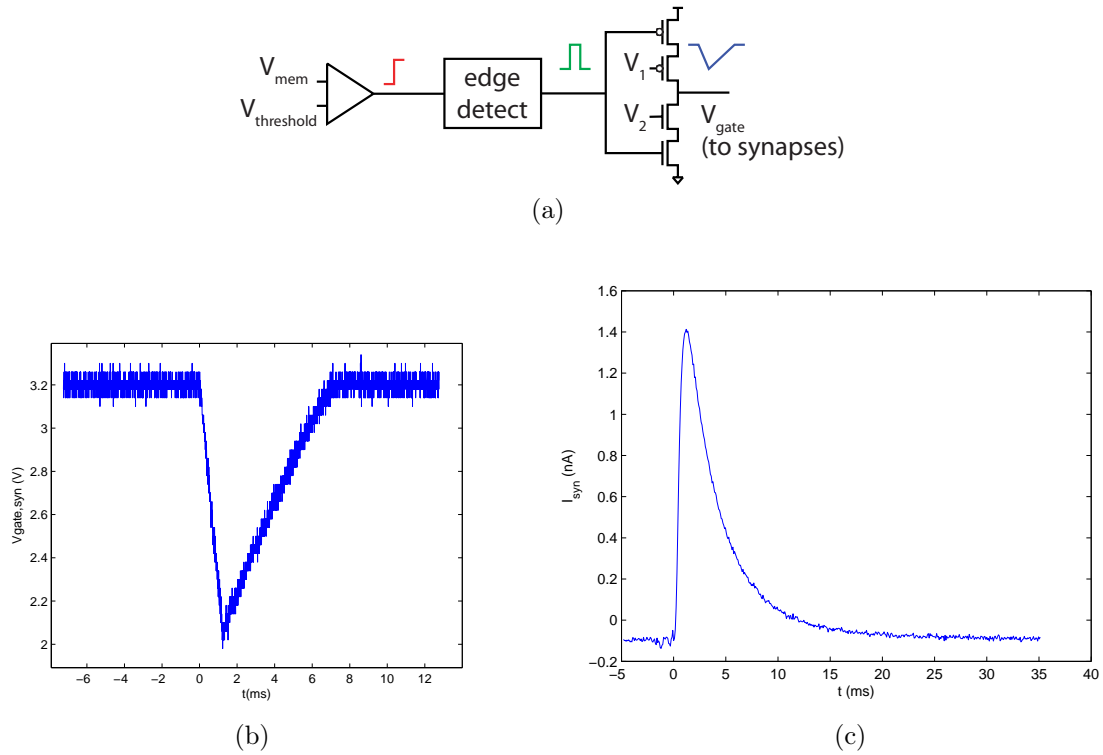 V_mem
V_threshold
edge
detect
V_1
V_2
V_gate
(to synapses)
(a)
3.2
3
2.8
2.6
2.4
2.2
2
Vgate,syn (V)
−6 −4 −2 0 2 4 6 8 10 12
t(ms)
(b)
1.6
1.4
1.2
1
0.8
0.6
0.4
0.2
0
−0.2
I_syn (nA)
−5 0 5 10 15 20 25 30 35 40
t (ms)
(c)